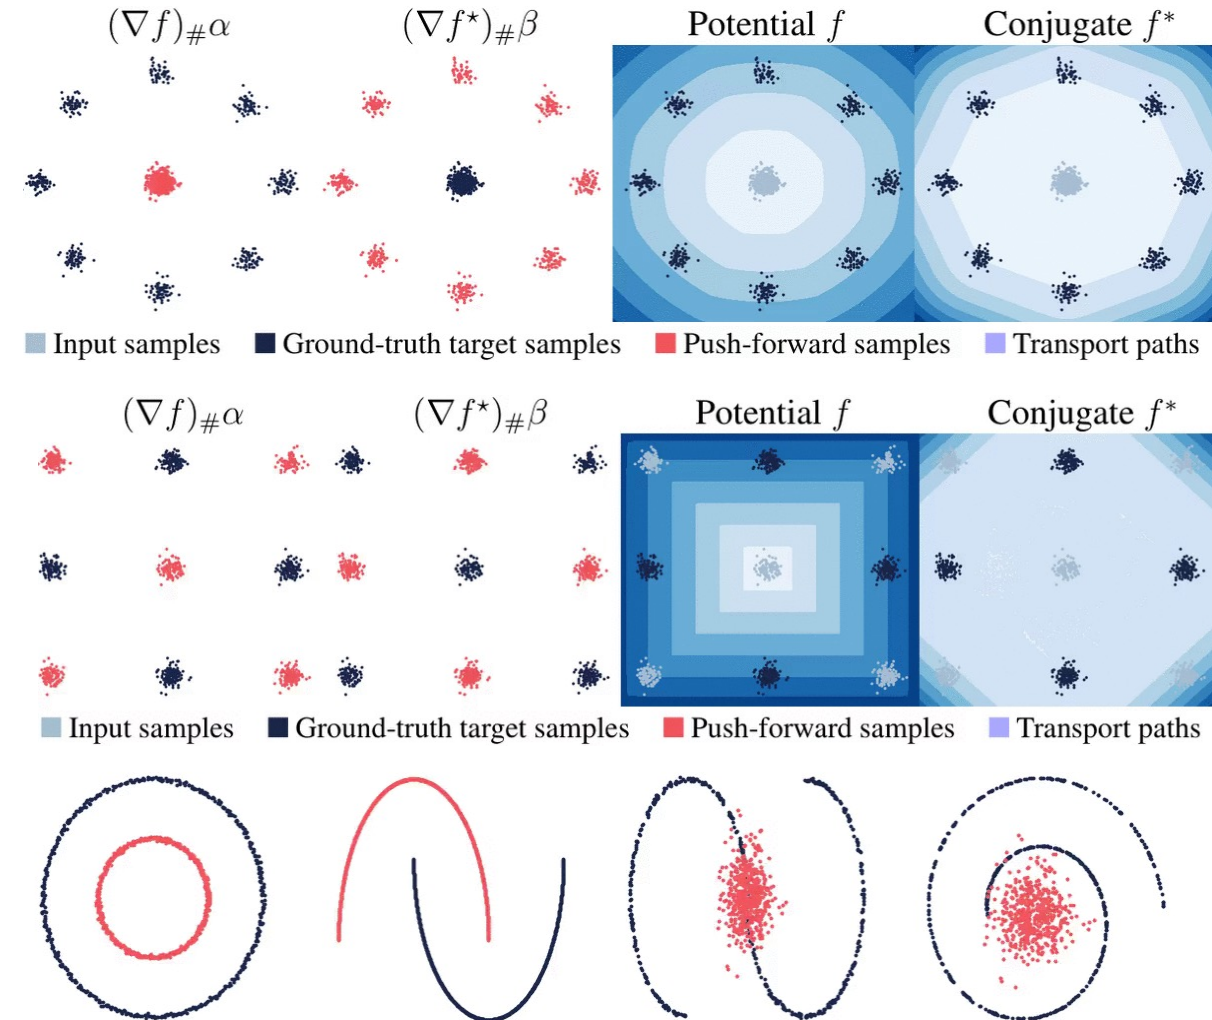 (∇f)#α (∇f⋆)#β Potential f Conjugate f*
Input samples Ground-truth target samples Push-forward samples Transport paths
(∇f)#α (∇f⋆)#β Potential f Conjugate f*
Input samples Ground-truth target samples Push-forward samples Transport paths